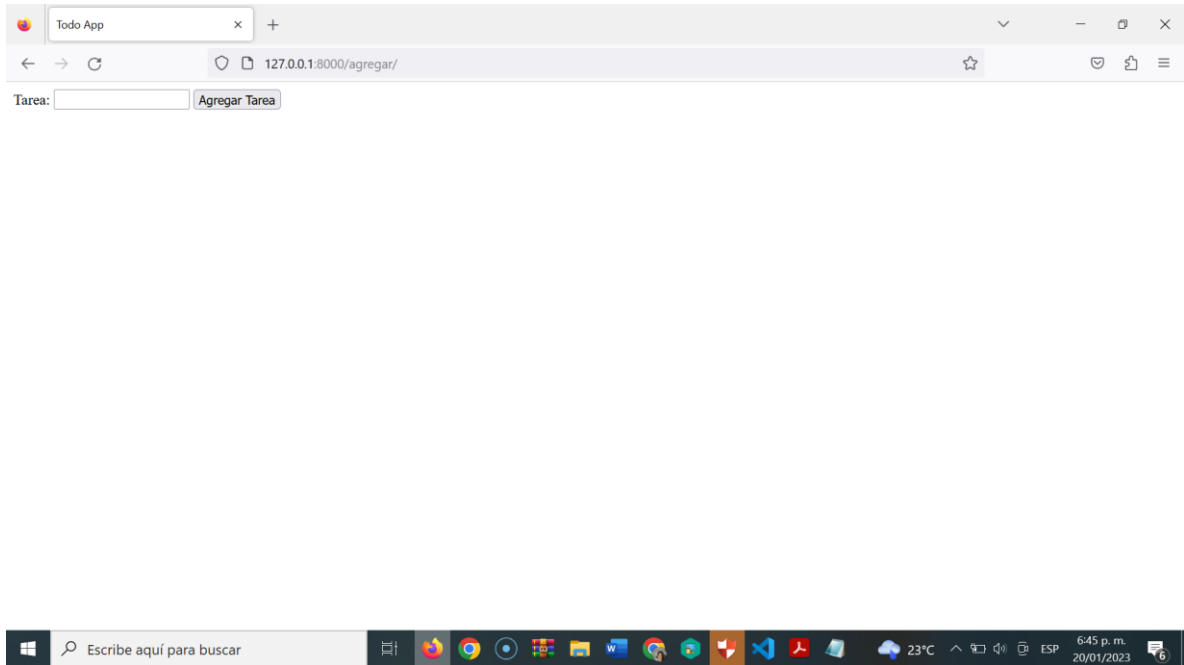 Todo App
127.0.0.1:8000/agregar/
Tarea: Agregar Tarea
Escribe aquí para buscar
23°C ESP 6:45 p. m.
20/01/2023 6